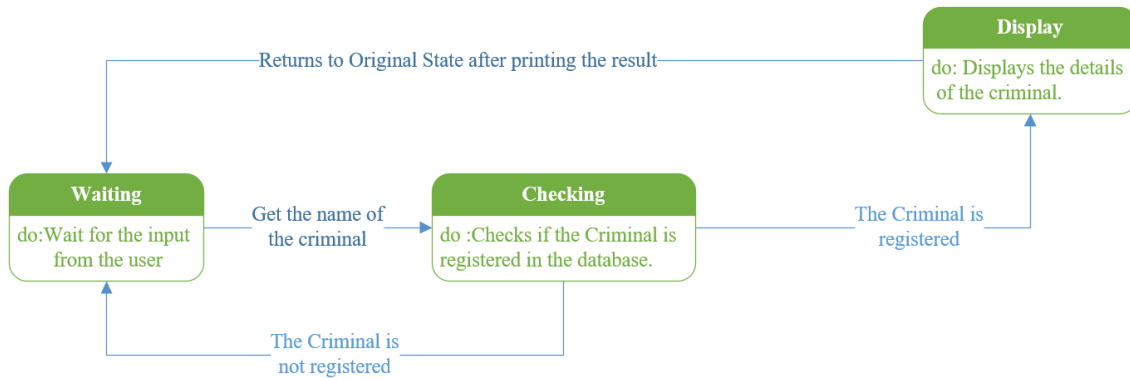 Display
do: Displays the details
of the criminal.
Returns to Original State after printing the result
Waiting
do:Wait for the input
from the user
Get the name of
the criminal
Checking
do :Checks if the Criminal is
registered in the database.
The Criminal is
registered
The Criminal is
not registered